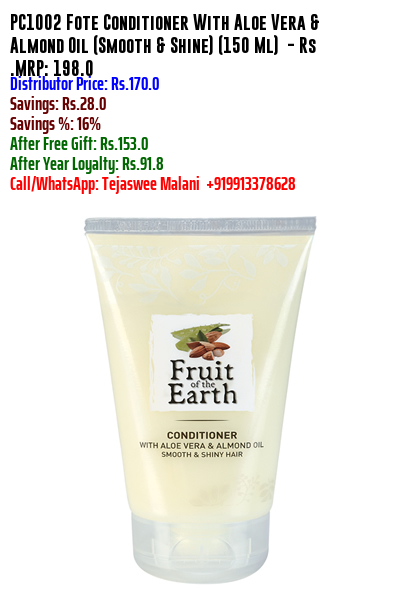 PC1002 Fote Conditioner With Aloe Vera &
Almond Oil (Smooth & Shine) (150 Ml) - Rs
.MRP: 198.0
Distributor Price: Rs.170.0
Savings: Rs.28.0
Savings %: 16%
After Free Gift: Rs.153.0
After Year Loyalty: Rs.91.8
Call/WhatsApp: Tejaswee Malani +919913378628
Fruit
of the
Earth
CONDITIONER
WITH ALOE VERA & ALMOND OIL
SMOOTH & SHINY HAIR